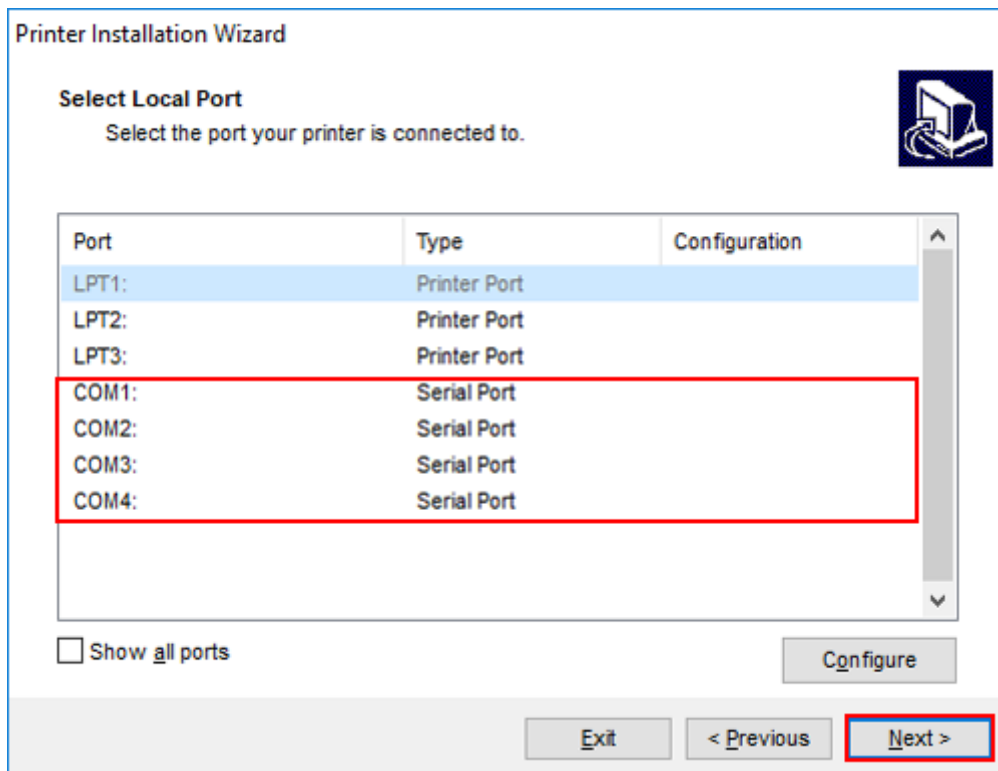 Printer Installation Wizard
Select Local Port
Select the port your printer is connected to.
Port Type Configuration
LPT1: Printer Port
LPT2: Printer Port
LPT3: Printer Port
COM1: Serial Port
COM2: Serial Port
COM3: Serial Port
COM4: Serial Port
Show all ports
Configure
Exit < Previous Next >